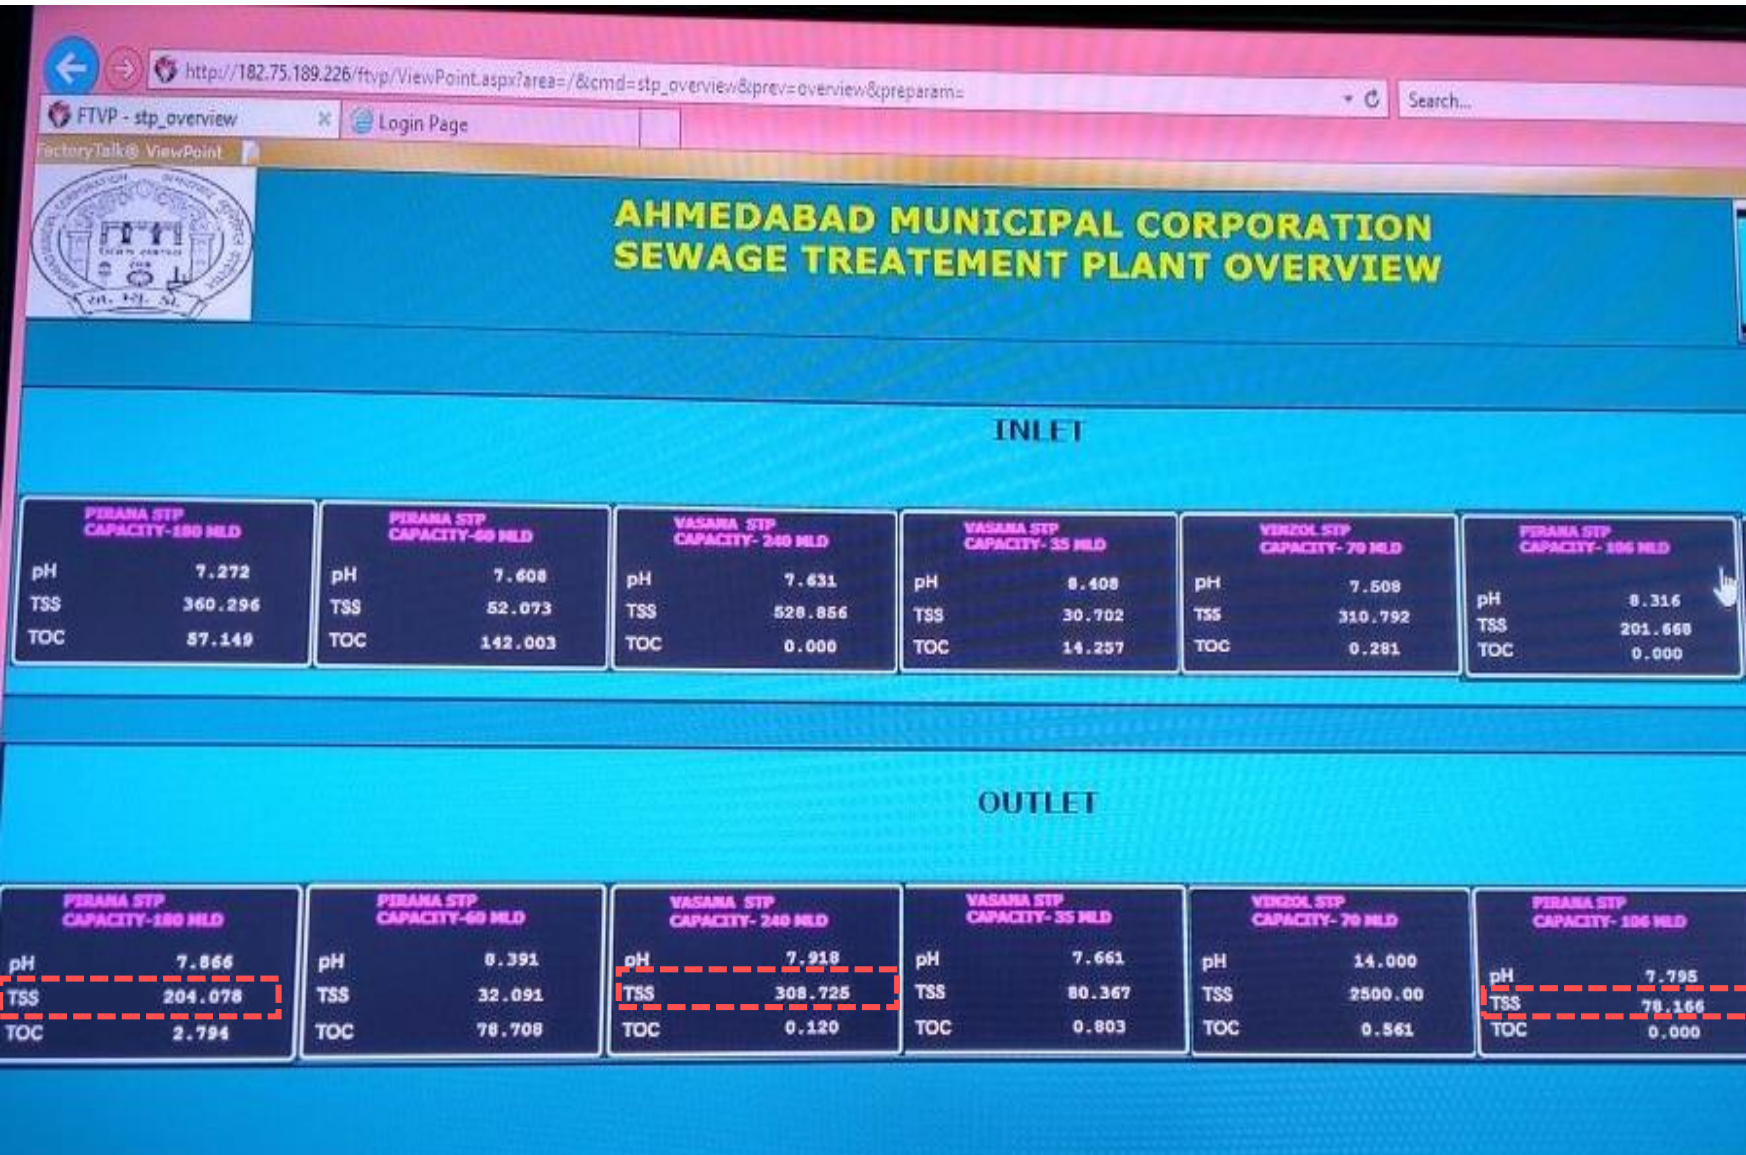 http://182.75.189.226/ftvp/ViewPoint.aspx?area=/&cmd=stp_overview&prev=overview&preparam=
Search...
FTVP - stp_overview
Login Page
FactoryTalk® ViewPoint
AHMEDABAD MUNICIPAL CORPORATION
SEWAGE TREATEMENT PLANT OVERVIEW
INLET
PIRANA STP
CAPACITY-180 MLD
pH 7.272
TSS 360.296
TOC 57.149
PIRANA STP
CAPACITY-60 MLD
pH 7.608
TSS 52.073
TOC 142.003
VASANA STP
CAPACITY- 240 MLD
pH 7.631
TSS 528.856
TOC 0.000
VASANA STP
CAPACITY- 35 MLD
pH 8.408
TSS 30.702
TOC 14.257
VINZOL STP
CAPACITY- 70 MLD
pH 7.508
TSS 310.792
TOC 0.281
PIRANA STP
CAPACITY- 106 MLD
pH 8.316
TSS 201.668
TOC 0.000
OUTLET
PIRANA STP
CAPACITY-180 MLD
pH 7.866
TSS 204.078
TOC 2.794
PIRANA STP
CAPACITY-60 MLD
pH 8.391
TSS 32.091
TOC 78.708
VASANA STP
CAPACITY- 240 MLD
pH 7.918
TSS 308.725
TOC 0.120
VASANA STP
CAPACITY- 35 MLD
pH 7.661
TSS 80.367
TOC 0.803
VINZOL STP
CAPACITY- 70 MLD
pH 14.000
TSS 2500.00
TOC 0.561
PIRANA STP
CAPACITY- 106 MLD
pH 7.795
TSS 78.166
TOC 0.000